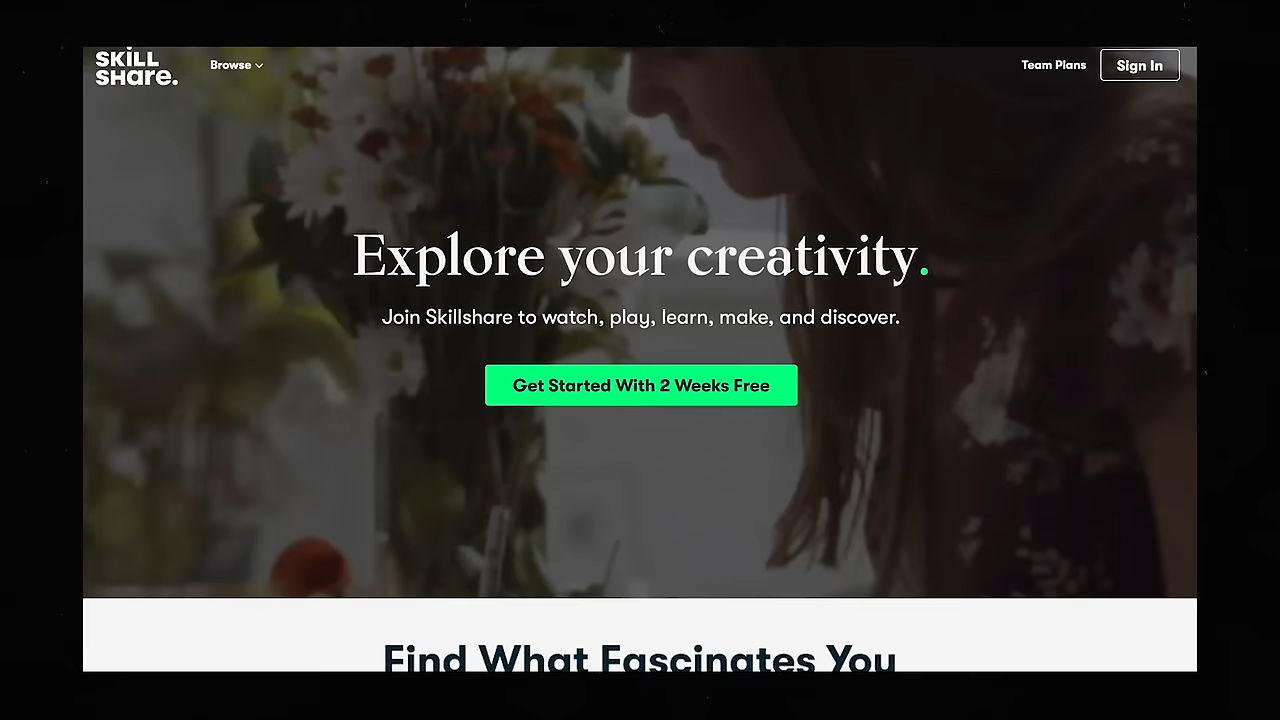 SKILL
SHare.
Browse
Team Plans
Sign In
Explore your creativity.
Join Skillshare to watch, play, learn, make, and discover.
Get Started With 2 Weeks Free
Find What Fascinates You